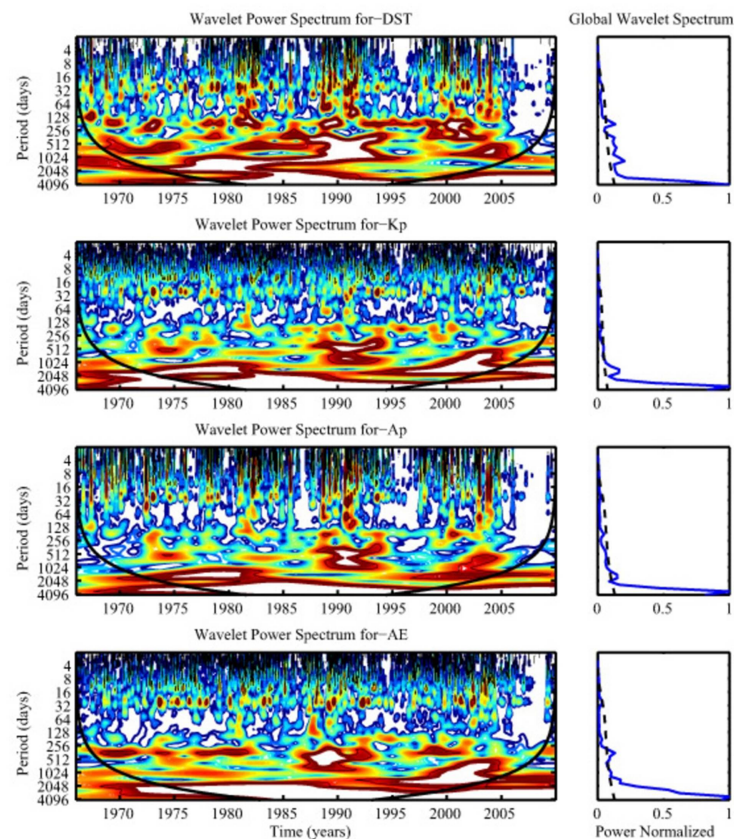 Wavelet Power Spectrum for−DST
Global Wavelet Spectrum
Period (days)
4
8
16
32
64
128
256
512
1024
2048
4096
1970 1975 1980 1985 1990 1995 2000 2005
0 0.5 1
Wavelet Power Spectrum for−Kp
Period (days)
4
8
16
32
64
128
256
512
1024
2048
4096
1970 1975 1980 1985 1990 1995 2000 2005
0 0.5 1
Wavelet Power Spectrum for−Ap
Period (days)
4
8
16
32
64
128
256
512
1024
2048
4096
1970 1975 1980 1985 1990 1995 2000 2005
0 0.5 1
Wavelet Power Spectrum for−AE
Period (days)
4
8
16
32
64
128
256
512
1024
2048
4096
1970 1975 1980 1985 1990 1995 2000 2005
0 0.5 1
Time (years)
Power Normalized